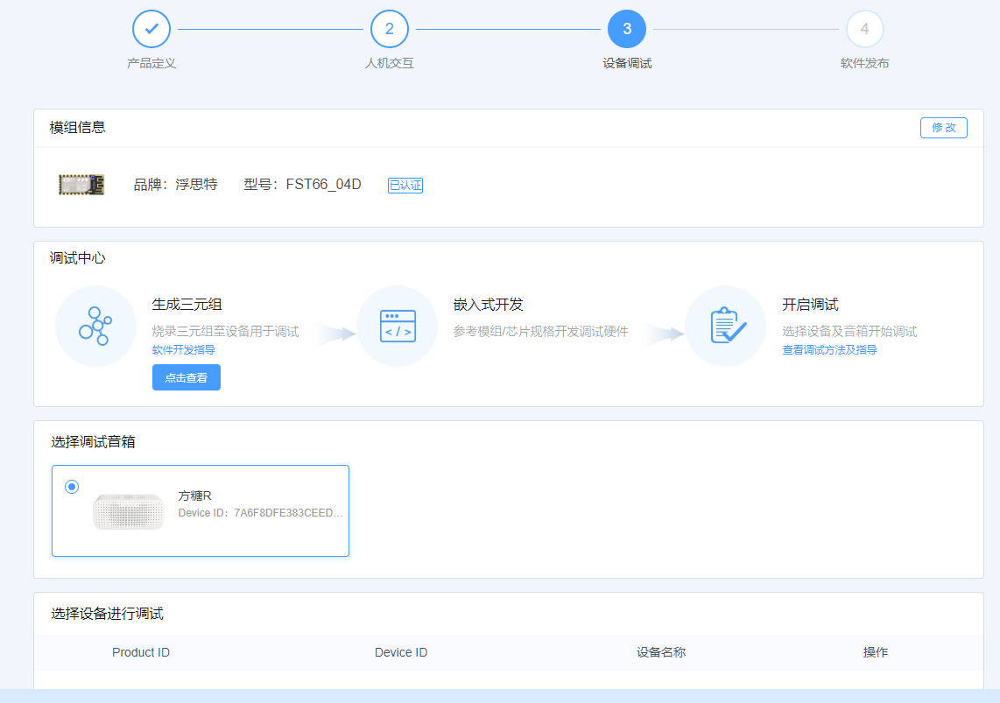 2
3
4
产品定义
人机交互
设备调试
软件发布
模组信息
修 改
品牌：浮思特
型号：FST66_04D
已认证
调试中心
生成三元组
烧录三元组至设备用于调试
软件开发指导
点击查看
嵌入式开发
参考模组/芯片规格开发调试硬件
开启调试
选择设备及音箱开始调试
查看调试方法及指导
选择调试音箱
方糖R
Device ID：7A6F8DFE383CEED...
选择设备进行调试
Product ID
Device ID
设备名称
操作